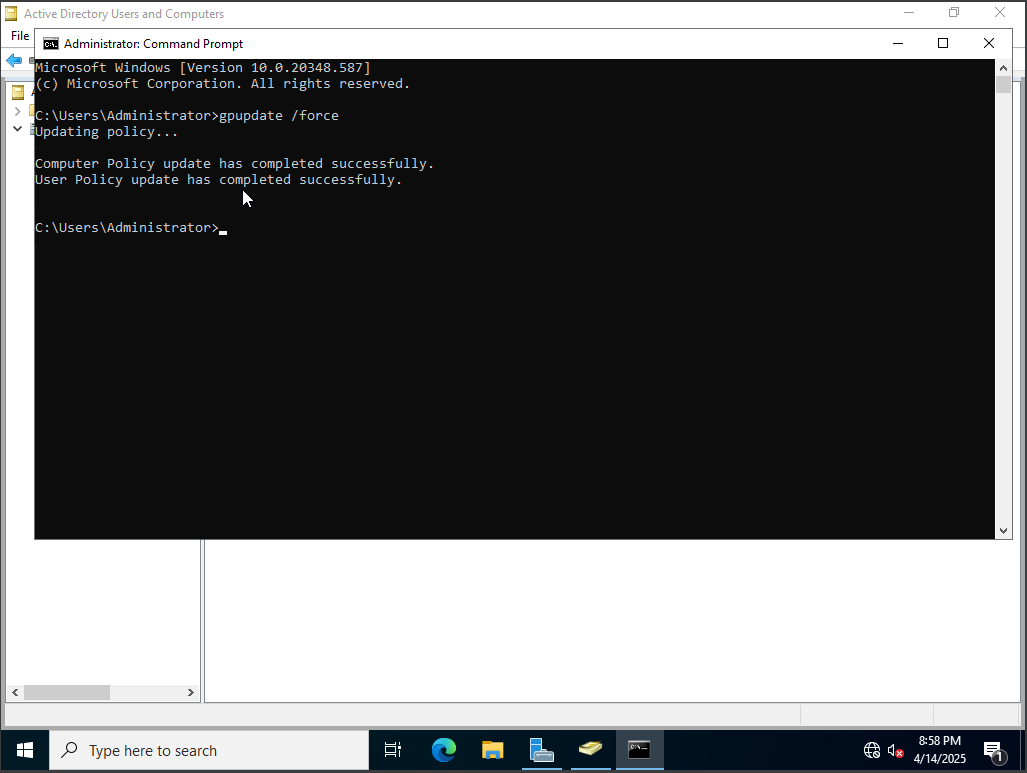 Active Directory Users and Computers
File
Administrator: Command Prompt
Microsoft Windows [Version 10.0.20348.587]
(c) Microsoft Corporation. All rights reserved.
C:\Users\Administrator>gpupdate /force
Updating policy...
Computer Policy update has completed successfully.
User Policy update has completed successfully.
C:\Users\Administrator>
Type here to search
8:58 PM
4/14/2025
1